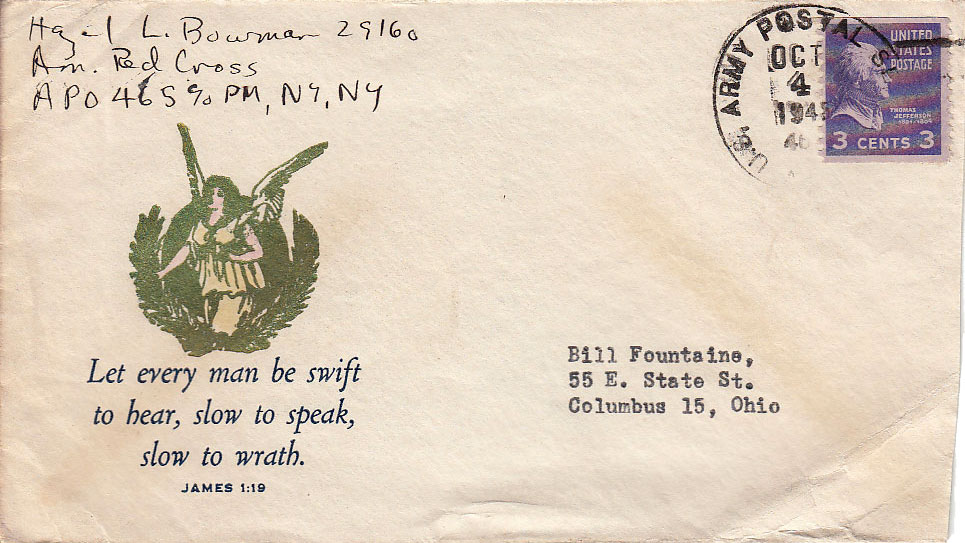 Hazel L. Bowman 29160
Am. Red Cross
APO 465 c/o PM, NY, NY
U.S. ARMY POSTAL
OCT
4
UNITED
STATES
POSTAGE
THOMAS
JEFFERSON
1801-1809
3 CENTS 3
Let every man be swift
to hear, slow to speak,
slow to wrath.
JAMES 1:19
Bill Fountaine,
55 E. State St.
Columbus 15, Ohio